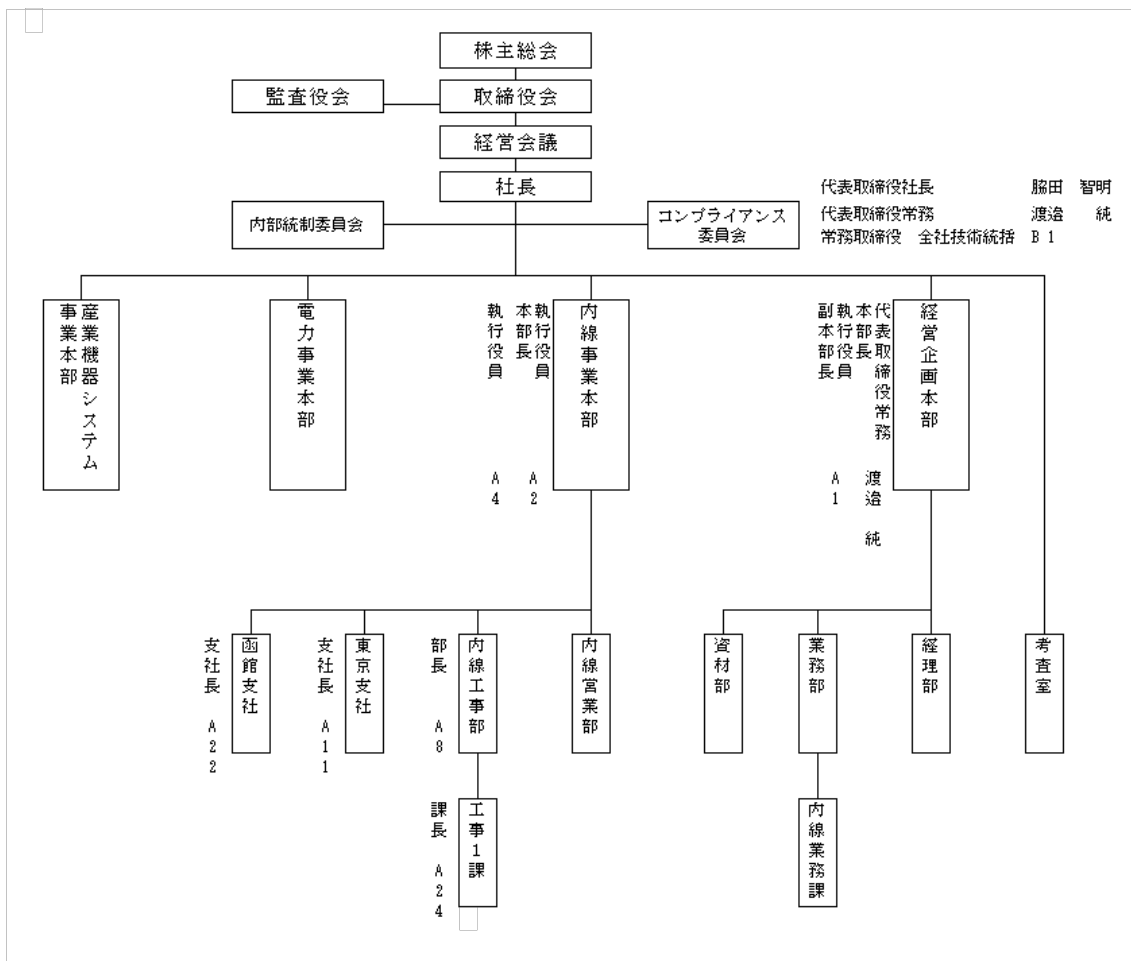 株主総会
監査役会
取締役会
経営会議
社長
代表取締役社長 脇田 智明
代表取締役常務 渡邉 純
常務取締役 全社技術統括 B1
内部統制委員会
コンプライアンス
委員会
産業機器システム
事業本部
電力事業本部
内線事業本部
執行役員
本部長 A2
執行役員 A4
経営企画本部
代表取締役常務
本部長 渡邉 純
執行役員
副本部長 A1
函館支社
支社長 A22
東京支社
支社長 A11
内線工事部
部長 A8
内線営業部
資材部
業務部
経理部
考査室
工事1課
課長 A24
内線業務課